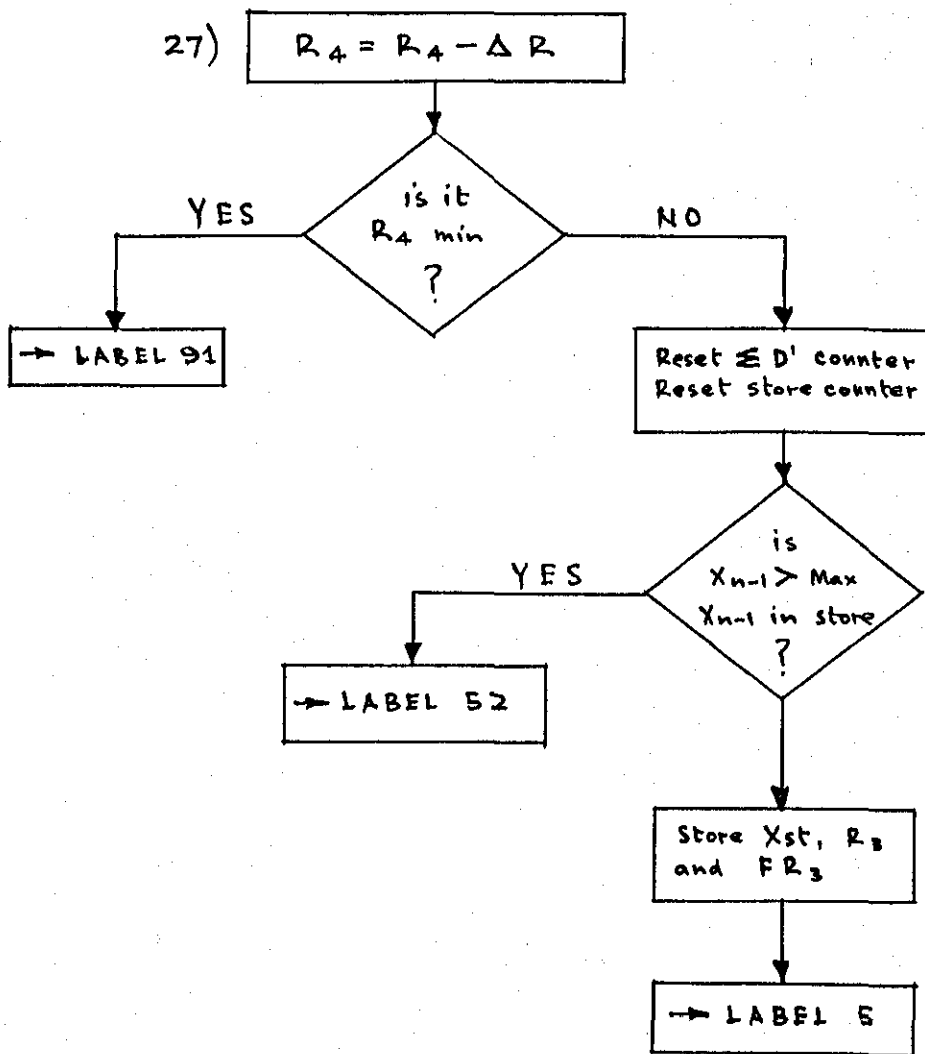 27) R₄ = R₄ − Δ R
is it
R₄ min
?
YES
NO
→ LABEL 91
Reset Σ D' counter
Reset store counter
is
Xₙ₋₁ > Max
Xₙ₋₁ in store
?
YES
→ LABEL 52
Store Xst, R₃
and FR₃
→ LABEL 5